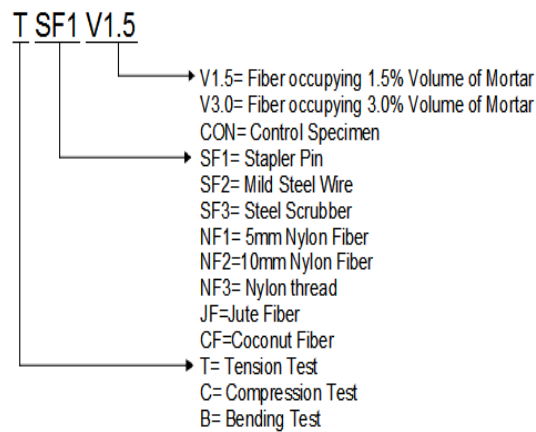 T SF1 V1.5
V1.5= Fiber occupying 1.5% Volume of Mortar
V3.0= Fiber occupying 3.0% Volume of Mortar
CON= Control Specimen
SF1= Stapler Pin
SF2= Mild Steel Wire
SF3= Steel Scrubber
NF1= 5mm Nylon Fiber
NF2=10mm Nylon Fiber
NF3= Nylon thread
JF=Jute Fiber
CF=Coconut Fiber
T= Tension Test
C= Compression Test
B= Bending Test